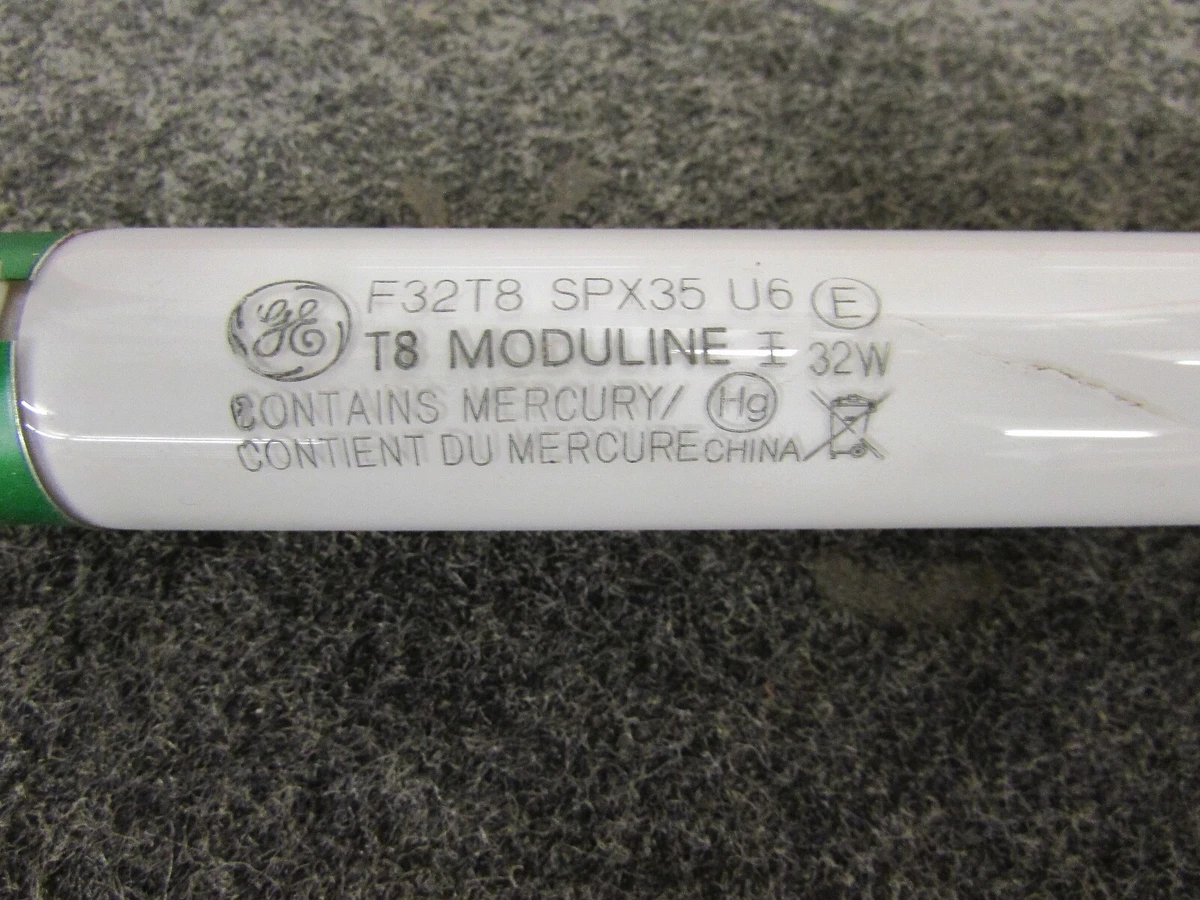 GE F32T8 SPX35 U6 E
T8 MODULINE I 32W
CONTAINS MERCURY/ Hg
CONTIENT DU MERCURE CHINA